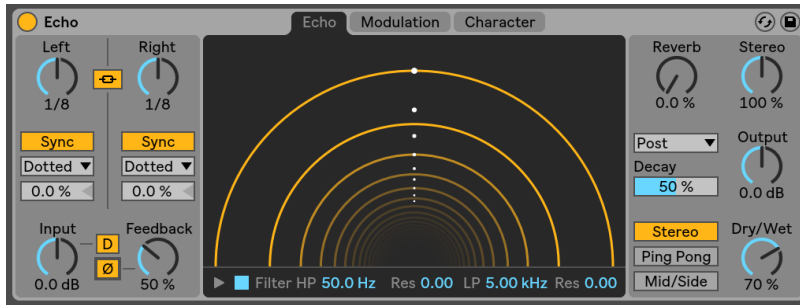 Echo
Echo Modulation Character
Left Right
1/8 1/8
Sync Sync
Dotted Dotted
0.0 % 0.0 %
Input Feedback
D
Ø
0.0 dB 50 %
Filter HP 50.0 Hz Res 0.00 LP 5.00 kHz Res 0.00
Reverb Stereo
0.0 % 100 %
Post
Output
Decay
50 %
0.0 dB
Stereo Dry/Wet
Ping Pong
Mid/Side 70 %